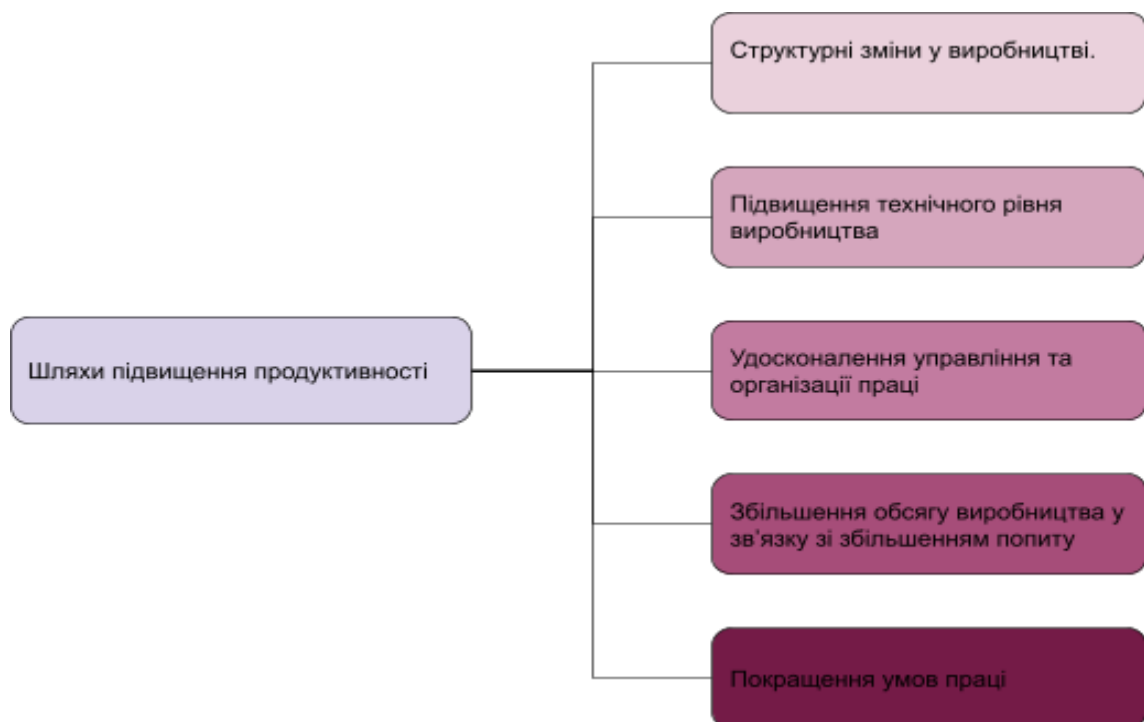 Структурні зміни у виробництві.
Підвищення технічного рівня
виробництва
Шляхи підвищення продуктивності
Удосконалення управління та
організації праці
Збільшення обсягу виробництва у
зв’язку зі збільшенням попиту
Покращення умов праці